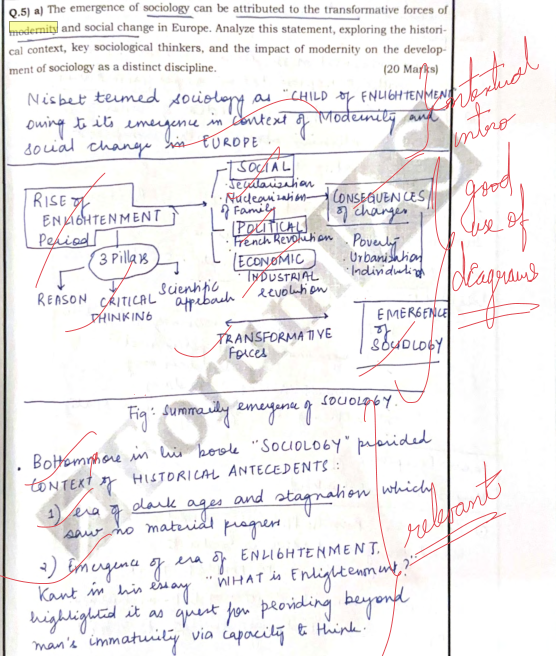 Q.5) a) The emergence of sociology can be attributed to the transformative forces of
modernity and social change in Europe. Analyze this statement, exploring the histori-
cal context, key sociological thinkers, and the impact of modernity on the develop-
ment of sociology as a distinct discipline. (20 Marks)
Nisbet termed sociology as "CHILD of ENLIGHTENMENT
owing to its emergence in context of Modernity and
social change in EUROPE.
contextual
intro
good
use of
diagrams
RISE of
ENLIGHTENMENT
Period
3 Pillars
REASON
CRITICAL
THINKING
Scientific
approach
SOCIAL
· Secularisation
· Nuclearisation
of Family
POLITICAL
· French Revolution
ECONOMIC
· INDUSTRIAL
revolution
CONSEQUENCES
of changes
· Poverty
· Urbanisation
TRANSFORMATIVE
Forces
EMERGENCE
of
SOCIOLOGY
Fig: Summarily emergence of SOCIOLOGY.
· Bottommore in his book "SOCIOLOGY" provided
CONTEXT of HISTORICAL ANTECEDENTS:
1) era of dark ages and stagnation which
saw no material progress
relevant
2) Emergence of era of ENLIGHTENMENT.
Kant in his essay "WHAT is Enlightenment?"
highlighted it as quest for providing beyond
man's immaturity via capacity to think.